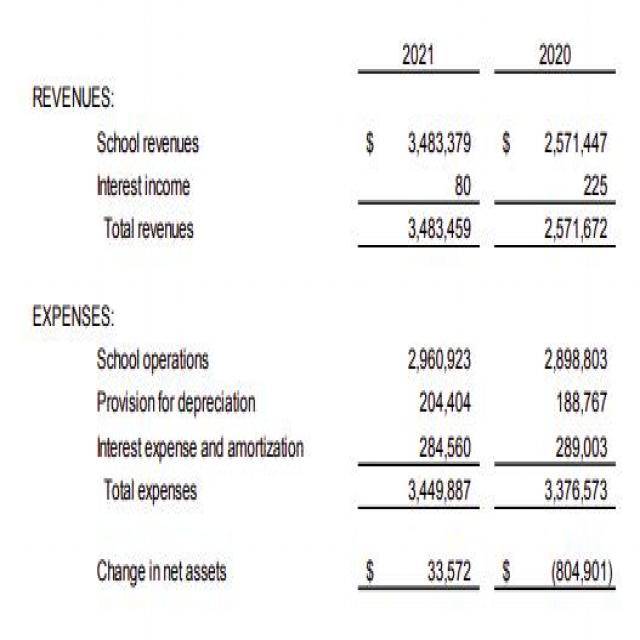 2021 2020
REVENUES:
School revenues $ 3,483,379 $ 2,571,447
Interest income 80 225
Total revenues 3,483,459 2,571,672
EXPENSES:
School operations 2,960,923 2,898,803
Provision for depreciation 204,404 188,767
Interest expense and amortization 284,560 289,003
Total expenses 3,449,887 3,376,573
Change in net assets $ 33,572 $ (804,901)